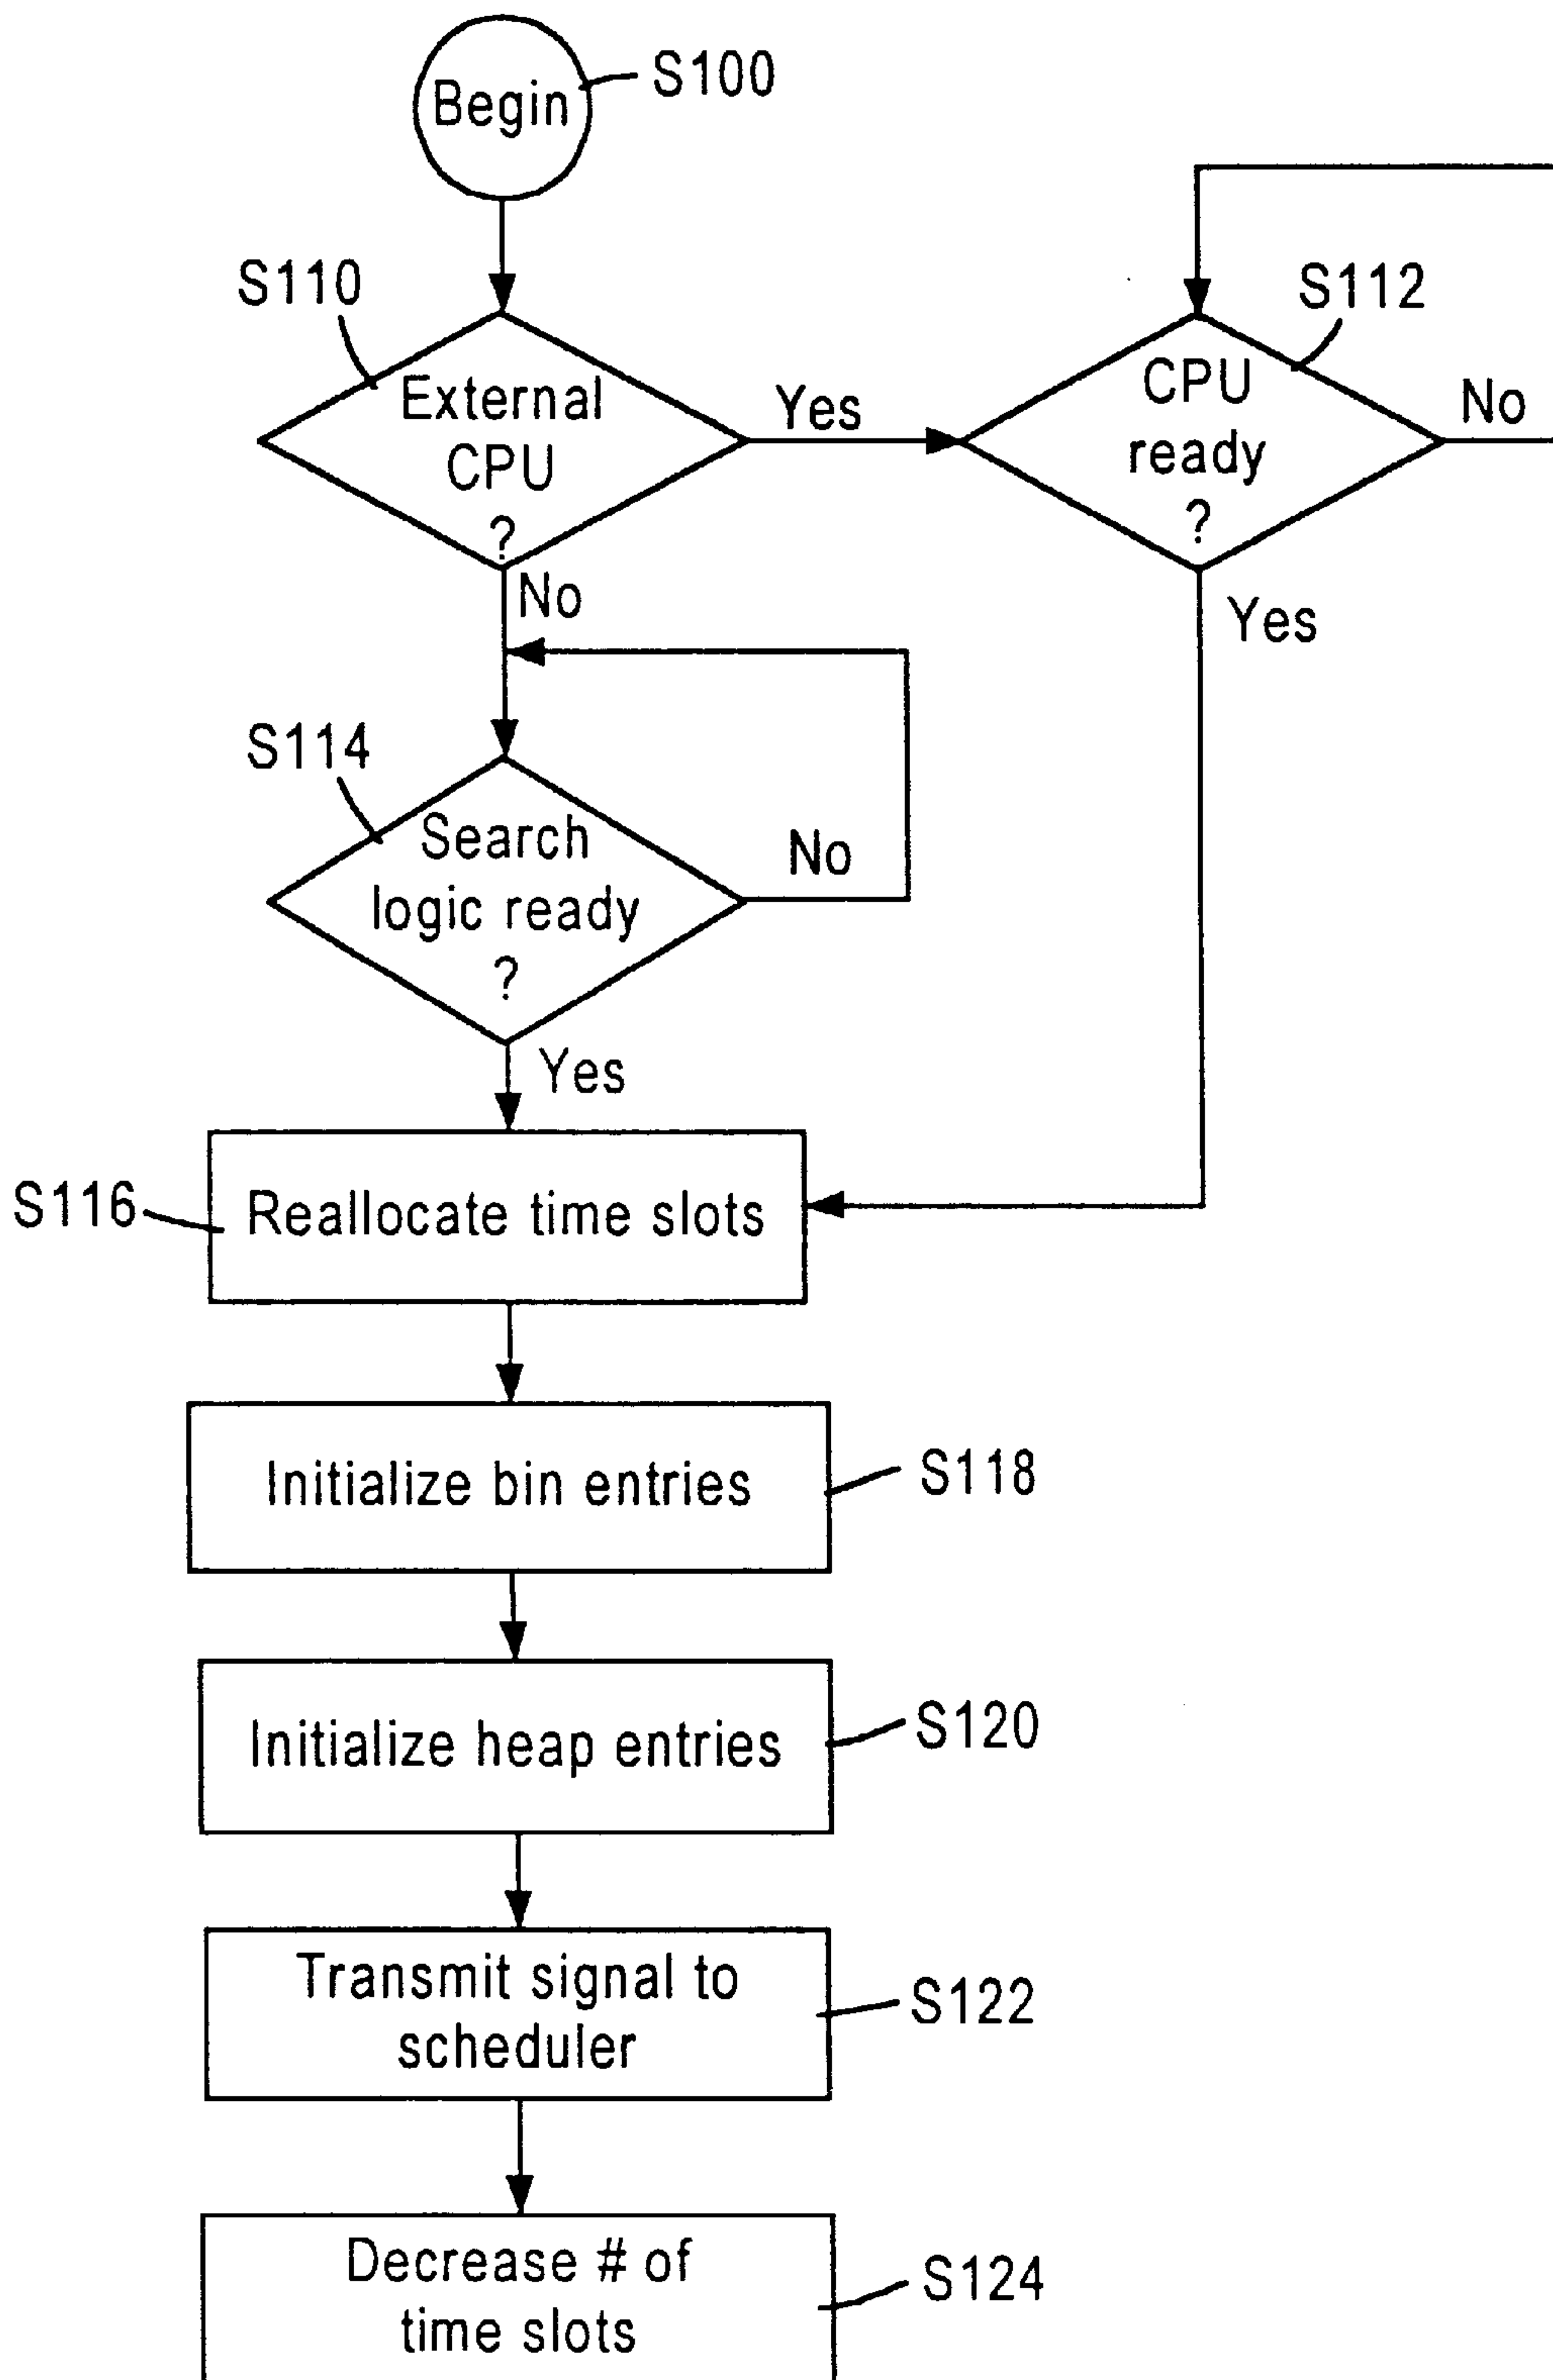 Begin
S100
S110
External
CPU
?
Yes
No
S112
CPU
ready
?
No
Yes
S114
Search
logic ready
?
No
Yes
S116
Reallocate time slots
Initialize bin entries
S118
Initialize heap entries
S120
Transmit signal to
scheduler
S122
Decrease # of
time slots
S124